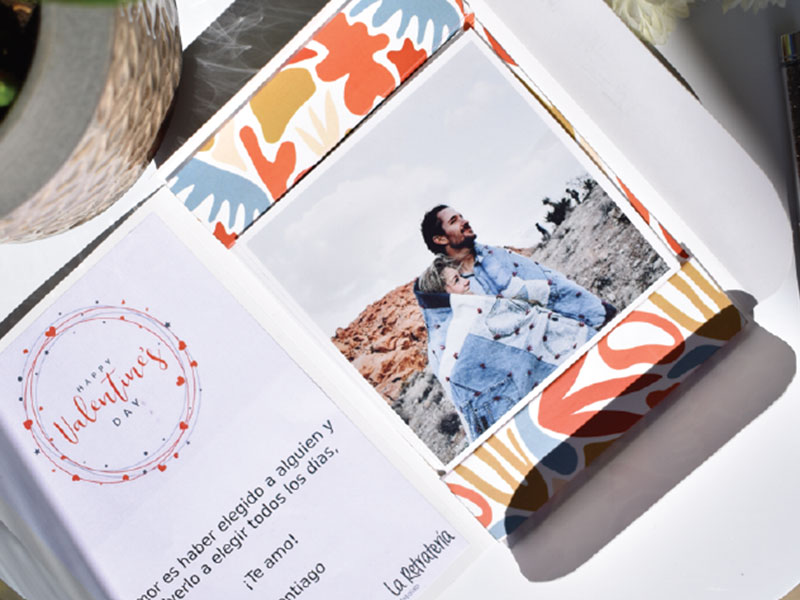 HAPPY
Valentine's
DAY
mor es haber elegido a alguien y
verlo a elegir todos los días,
¡Te amo!
ntiago
la Retratería